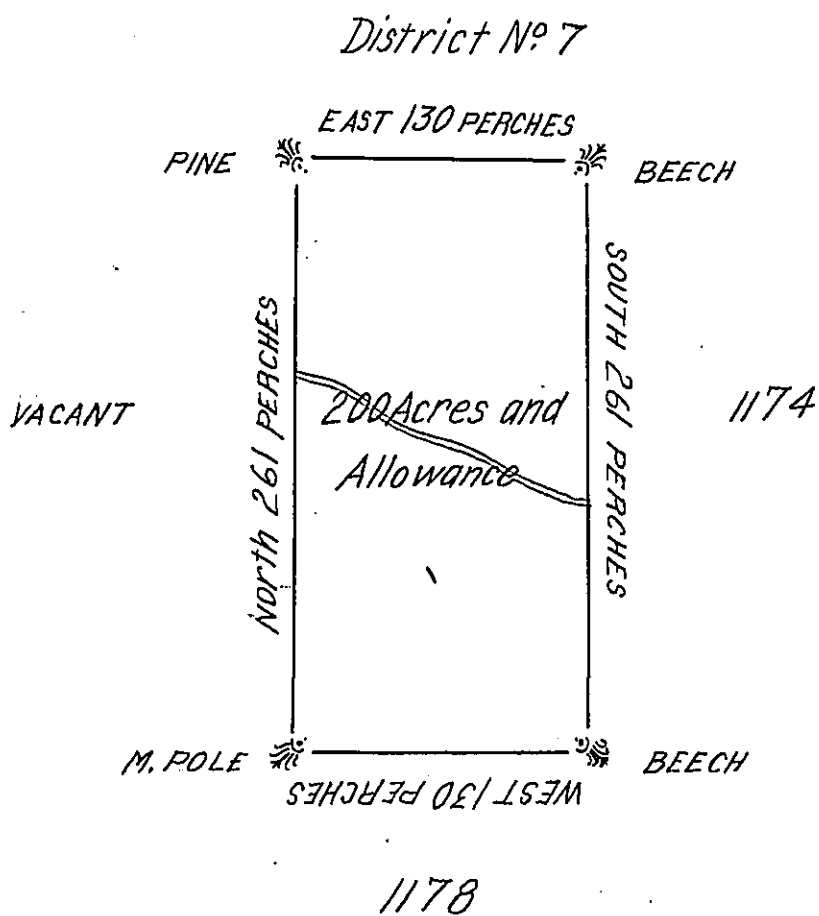 District Nº 7
EAST 130 PERCHES
PINE
BEECH
North 261 PERCHES
SOUTH 261 PERCHES
VACANT
200 Acres and
Allowance
1174
M. POLE
BEECH
WEST 130 PERCHES
1178